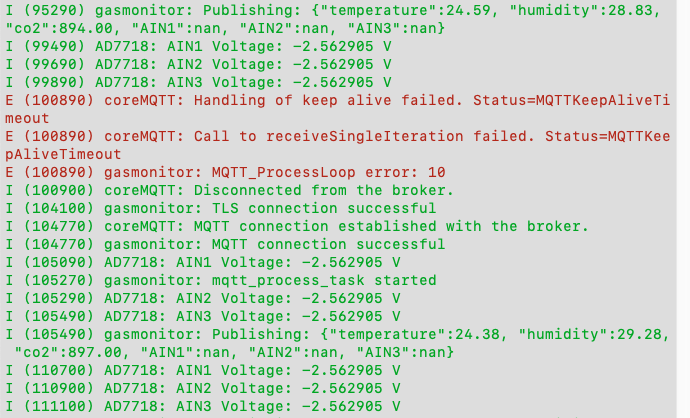 I (95290) gasmonitor: Publishing: {"temperature":24.59, "humidity":28.83,
"co2":894.00, "AIN1":nan, "AIN2":nan, "AIN3":nan}
I (99490) AD7718: AIN1 Voltage: -2.562905 V
I (99690) AD7718: AIN2 Voltage: -2.562905 V
I (99890) AD7718: AIN3 Voltage: -2.562905 V
E (100890) coreMQTT: Handling of keep alive failed. Status=MQTTKeepAliveTi
meout
E (100890) coreMQTT: Call to receiveSingleIteration failed. Status=MQTTKee
pAliveTimeout
E (100890) gasmonitor: MQTT_ProcessLoop error: 10
I (100900) coreMQTT: Disconnected from the broker.
I (104100) gasmonitor: TLS connection successful
I (104770) coreMQTT: MQTT connection established with the broker.
I (104770) gasmonitor: MQTT connection successful
I (105090) AD7718: AIN1 Voltage: -2.562905 V
I (105270) gasmonitor: mqtt_process_task started
I (105290) AD7718: AIN2 Voltage: -2.562905 V
I (105490) AD7718: AIN3 Voltage: -2.562905 V
I (105490) gasmonitor: Publishing: {"temperature":24.38, "humidity":29.28,
"co2":897.00, "AIN1":nan, "AIN2":nan, "AIN3":nan}
I (110700) AD7718: AIN1 Voltage: -2.562905 V
I (110900) AD7718: AIN2 Voltage: -2.562905 V
I (111100) AD7718: AIN3 Voltage: -2.562905 V